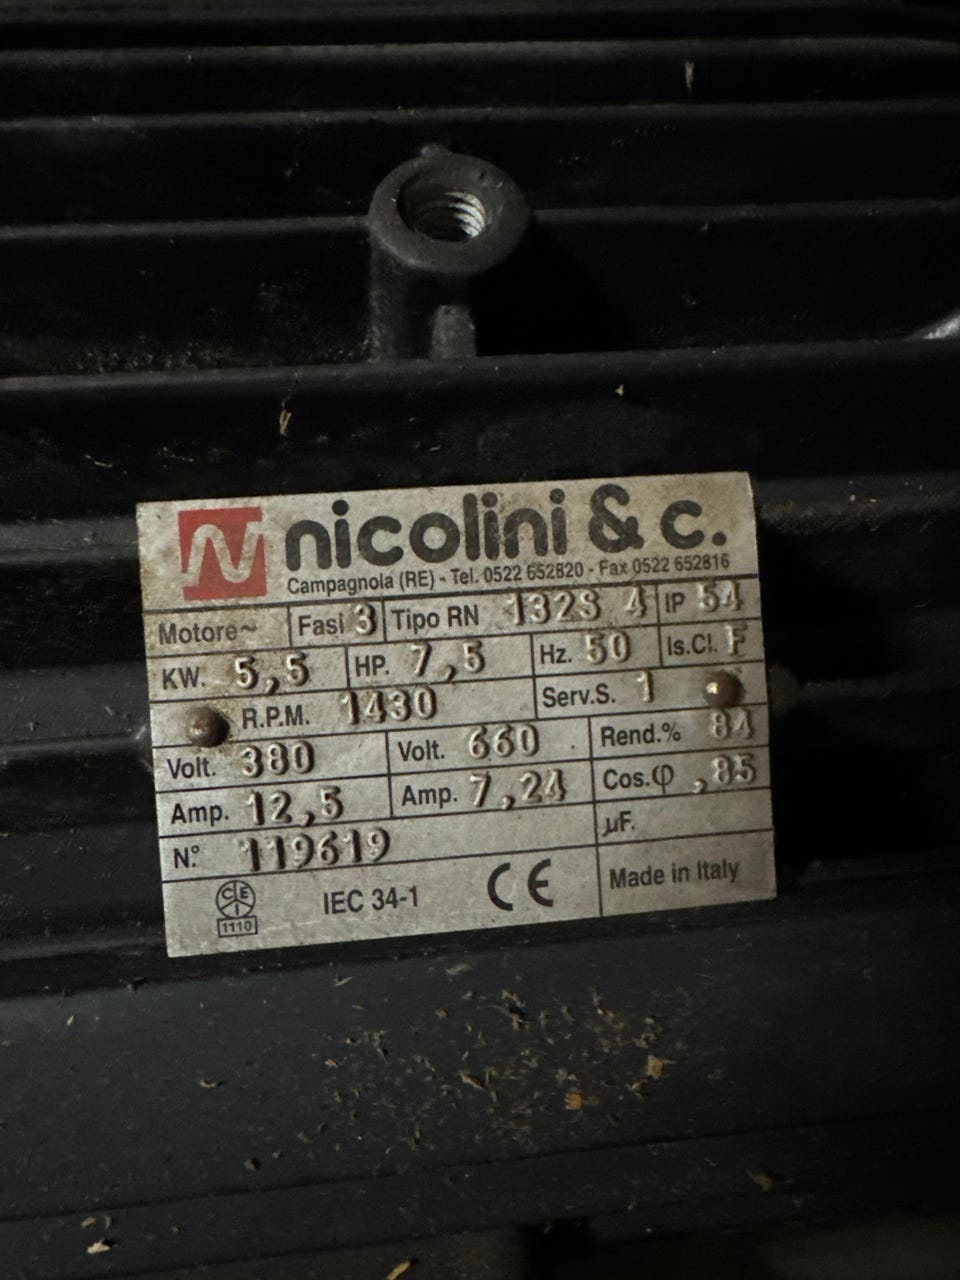 nicolini & c.
Campagnola (RE) - Tel. 0522 652820 - Fax 0522 652816
Motore~ Fasi 3 Tipo RN 132S 4 IP 54
KW. 5,5 HP. 7,5 Hz. 50 Is.Cl. F
R.P.M. 1430 Serv.S. 1
Volt. 380 Volt. 660 Rend.% 84
Amp. 12,5 Amp. 7,24 Cos.φ ,85
N° 119619 µF.
CEI 1110 IEC 34-1 CE Made in Italy